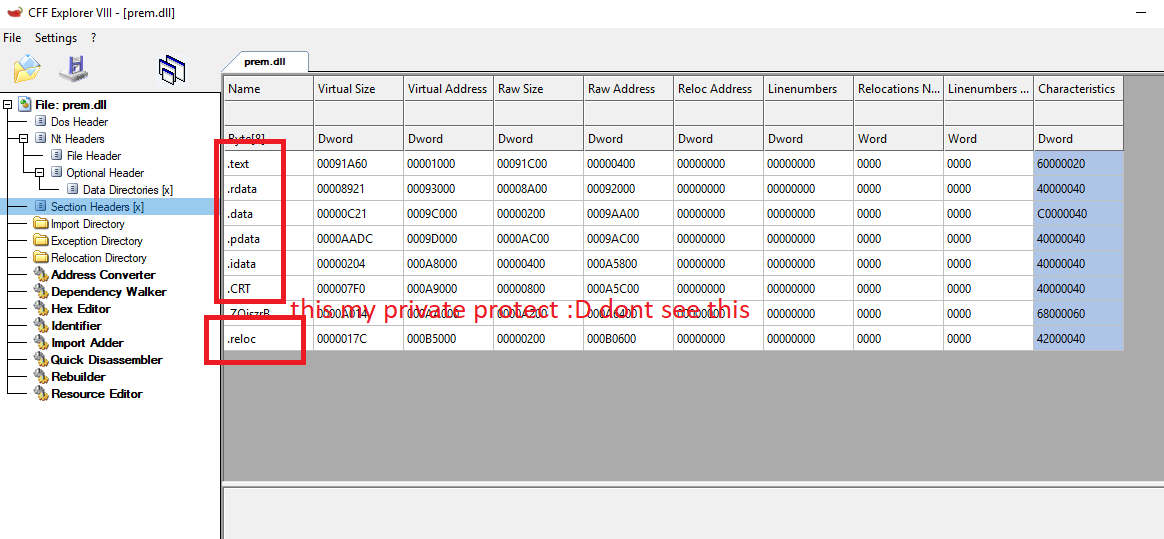 CFF Explorer VIII - [prem.dll]
File Settings ?
prem.dll
File: prem.dll
Dos Header
Nt Headers
File Header
Optional Header
Data Directories [x]
Section Headers [x]
Import Directory
Exception Directory
Relocation Directory
Address Converter
Dependency Walker
Hex Editor
Identifier
Import Adder
Quick Disassembler
Rebuilder
Resource Editor
Name Virtual Size Virtual Address Raw Size Raw Address Reloc Address Linenumbers Relocations N... Linenumbers ... Characteristics
Byte[8] Dword Dword Dword Dword Dword Dword Word Word Dword
.text 00091A60 00001000 00091C00 00000400 00000000 00000000 0000 0000 60000020
.rdata 00008921 00093000 00008A00 00092000 00000000 00000000 0000 0000 40000040
.data 00000C21 0009C000 00000200 0009AA00 00000000 00000000 0000 0000 C0000040
.pdata 0000AADC 0009D000 0000AC00 0009AC00 00000000 00000000 0000 0000 40000040
.idata 00000204 000A8000 00000400 000A5800 00000000 00000000 0000 0000 40000040
.CRT 000007F0 000A9000 00000800 000A5C00 00000000 00000000 0000 0000 40000040
this my private protect :D dont see this
0000A014 000AA000 0000A200 000A6400 00000000 00000000 0000 0000 68000060
.reloc 0000017C 000B5000 00000200 000B0600 00000000 00000000 0000 0000 42000040